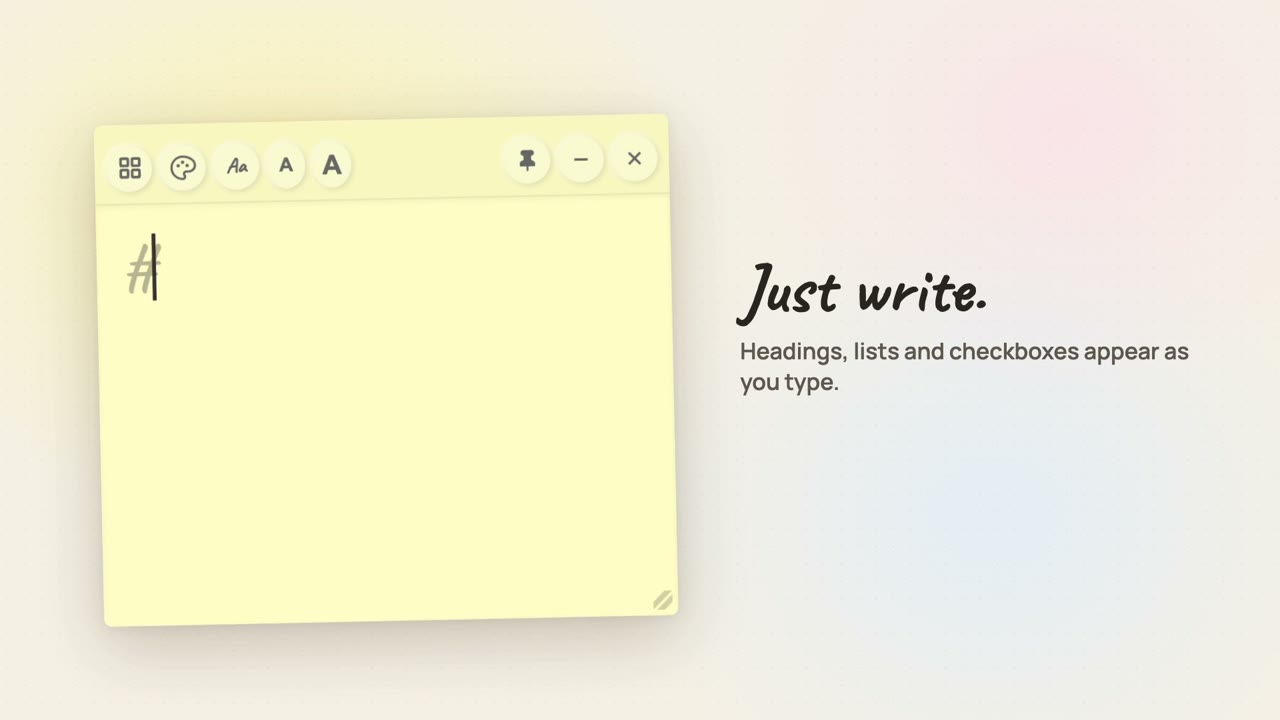 Aa A A
#
Just write.
Headings, lists and checkboxes appear as
you type.